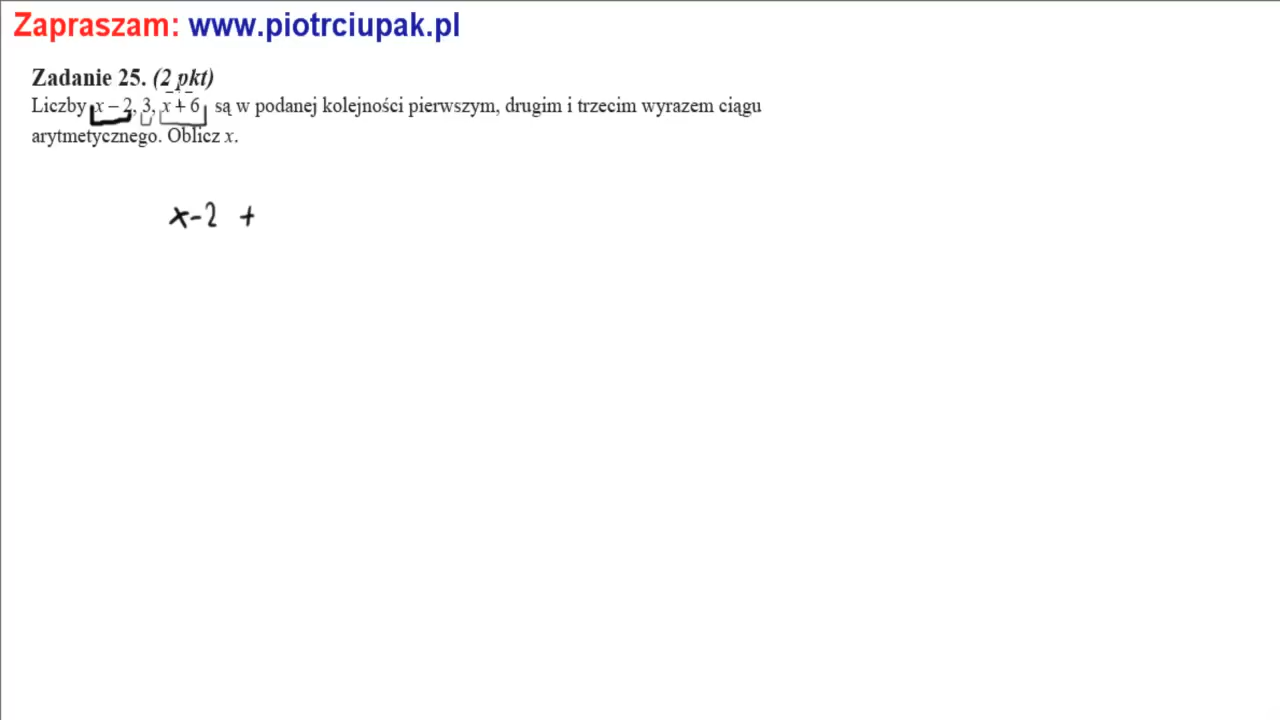 Zapraszam: www.piotrciupak.pl
Zadanie 25. (2 pkt)
Liczby x – 2, 3, x + 6 są w podanej kolejności pierwszym, drugim i trzecim wyrazem ciągu
arytmetycznego. Oblicz x.
x-2 +